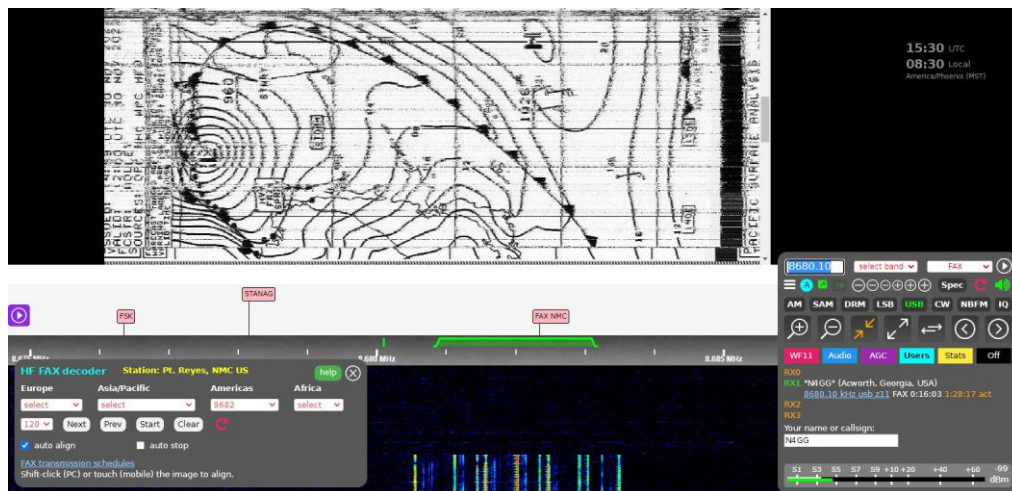 15:30 UTC
08:30 Local
America/Phoenix (MST)
960
1026
PACIFIC SURFACE ANALYSIS
8680.10
select band
FAX
Spec
AM SAM DRM LSB USB CW NBFM IQ
WF11 Audio AGC Users Stats Off
RX0
RX1 *N4GG* (Acworth, Georgia, USA)
8680.10 kHz usb z11 FAX 0:16:03 1:28:17 act
RX2
RX3
Your name or callsign:
N4GG
S1 S3 S5 S7 S9 +10 +20 +40 +60 -99
dBm
STANAG
FSK
FAX NMC
8.680 MHz
8.685 MHz
HF FAX decoder Station: Pt. Reyes, NMC US help
Europe Asia/Pacific Americas Africa
select select 8682 select
120 Next Prev Start Clear
auto align auto stop
FAX transmission schedules
Shift-click (PC) or touch (mobile) the image to align.